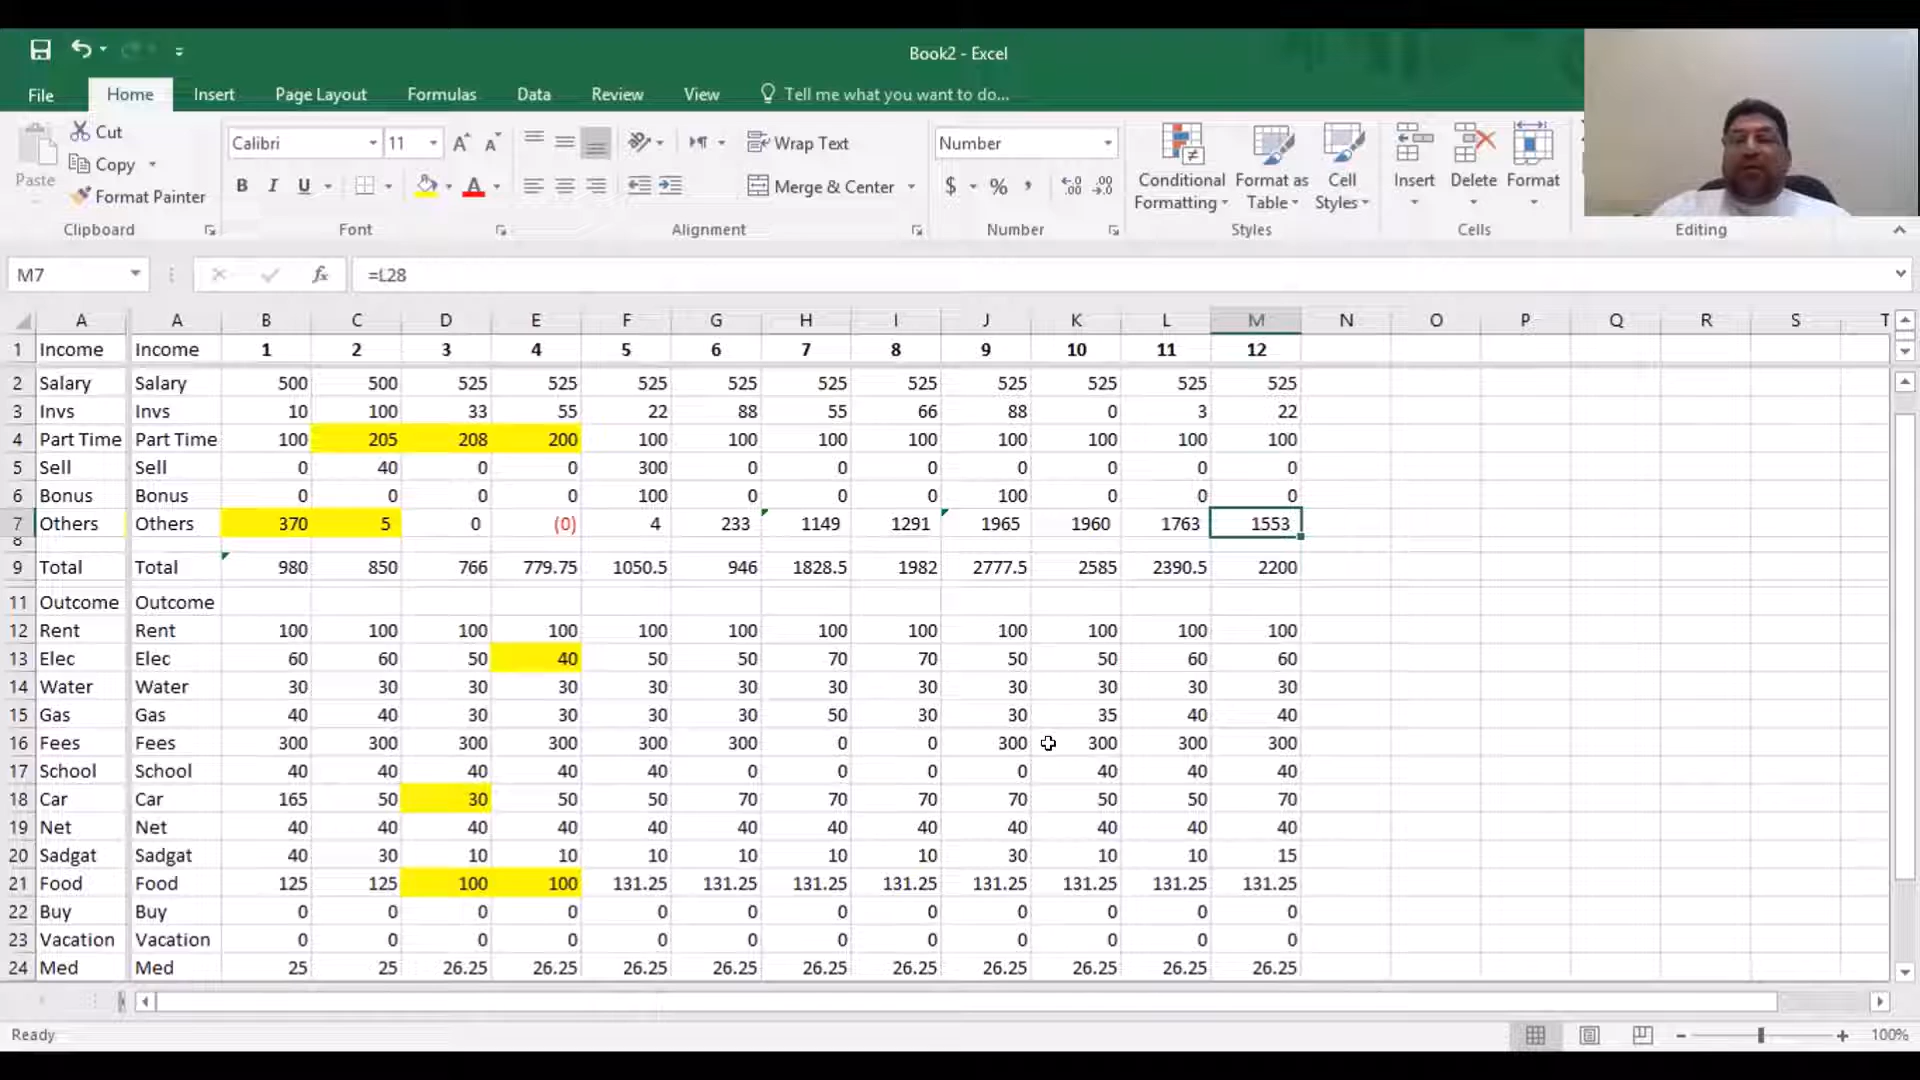 Book2 - Excel
File Home Insert Page Layout Formulas Data Review View Tell me what you want to do...
Paste
Cut
Copy
Format Painter
Clipboard
Calibri 11
B I U
Font
Wrap Text
Merge & Center
Alignment
Number
$ % ,
Number
Conditional Formatting
Format as Table
Cell Styles
Styles
Insert Delete Format
Cells
Editing
M7 fx =L28
A A B C D E F G H I J K L M N O P Q R S T
1 Income Income 1 2 3 4 5 6 7 8 9 10 11 12
2 Salary Salary 500 500 525 525 525 525 525 525 525 525 525 525
3 Invs Invs 10 100 33 55 22 88 55 66 88 0 3 22
4 Part Time Part Time 100 205 208 200 100 100 100 100 100 100 100 100
5 Sell Sell 0 40 0 0 300 0 0 0 0 0 0 0
6 Bonus Bonus 0 0 0 0 100 0 0 0 100 0 0 0
7 Others Others 370 5 0 (0) 4 233 1149 1291 1965 1960 1763 1553
8
9 Total Total 980 850 766 779.75 1050.5 946 1828.5 1982 2777.5 2585 2390.5 2200
11 Outcome Outcome
12 Rent Rent 100 100 100 100 100 100 100 100 100 100 100 100
13 Elec Elec 60 60 50 40 50 50 70 70 50 50 60 60
14 Water Water 30 30 30 30 30 30 30 30 30 30 30 30
15 Gas Gas 40 40 30 30 30 30 50 30 30 35 40 40
16 Fees Fees 300 300 300 300 300 300 0 0 300 300 300 300
17 School School 40 40 40 40 40 0 0 0 0 40 40 40
18 Car Car 165 50 30 50 50 70 70 70 70 50 50 70
19 Net Net 40 40 40 40 40 40 40 40 40 40 40 40
20 Sadgat Sadgat 40 30 10 10 10 10 10 10 30 10 10 15
21 Food Food 125 125 100 100 131.25 131.25 131.25 131.25 131.25 131.25 131.25 131.25
22 Buy Buy 0 0 0 0 0 0 0 0 0 0 0 0
23 Vacation Vacation 0 0 0 0 0 0 0 0 0 0 0 0
24 Med Med 25 25 26.25 26.25 26.25 26.25 26.25 26.25 26.25 26.25 26.25 26.25
Ready 100%